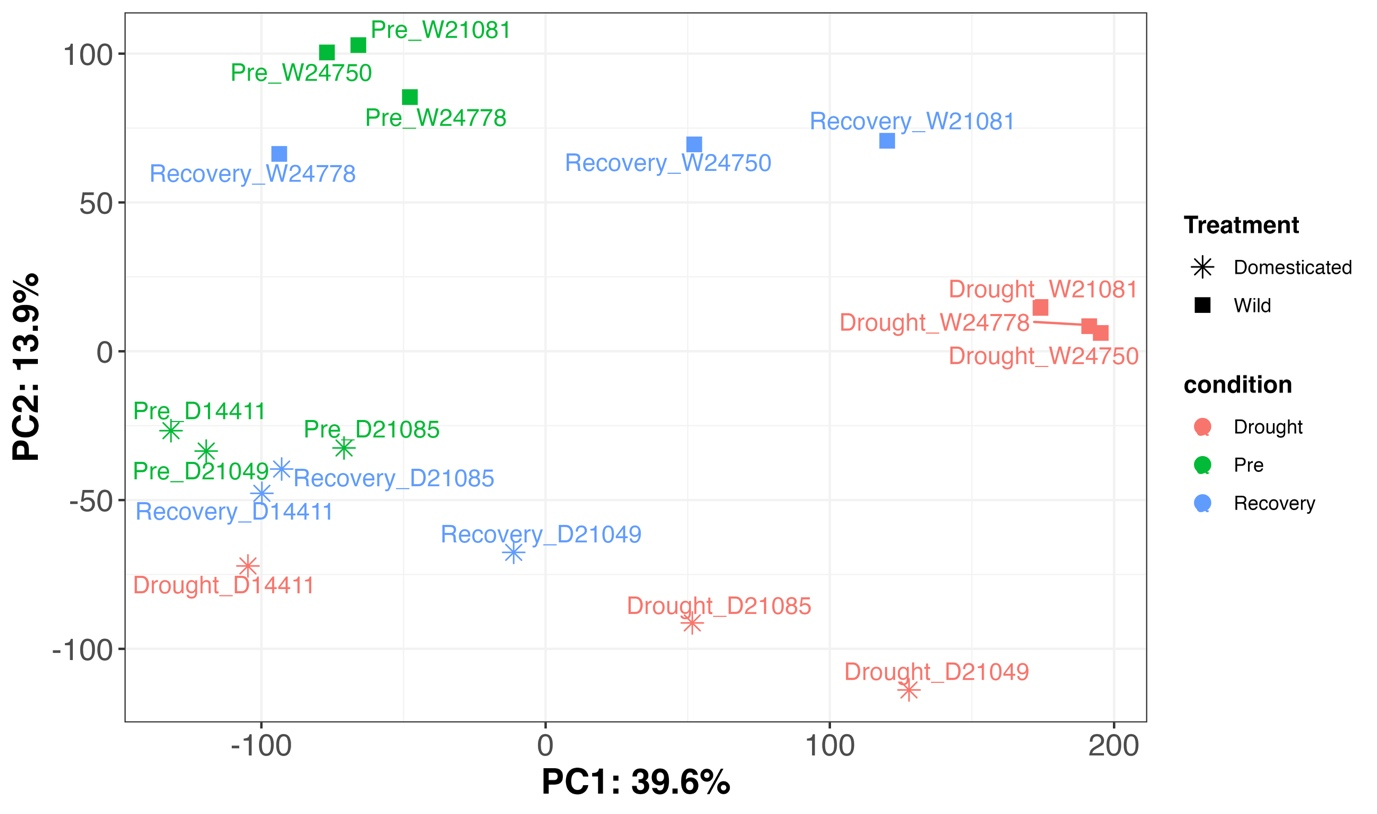 Pre_W21081
100
Pre_W24750
Pre_W24778
Recovery_W21081
Recovery_W24750
Recovery_W24778
50
Treatment
Domesticated
Wild
Drought_W21081
Drought_W24778
Drought_W24750
0
condition
Drought
Pre
Recovery
PC2: 13.9%
Pre_D14411
Pre_D21085
Pre_D21049
Recovery_D21085
-50
Recovery_D14411
Recovery_D21049
Drought_D14411
Drought_D21085
-100
Drought_D21049
-100
0
100
200
PC1: 39.6%